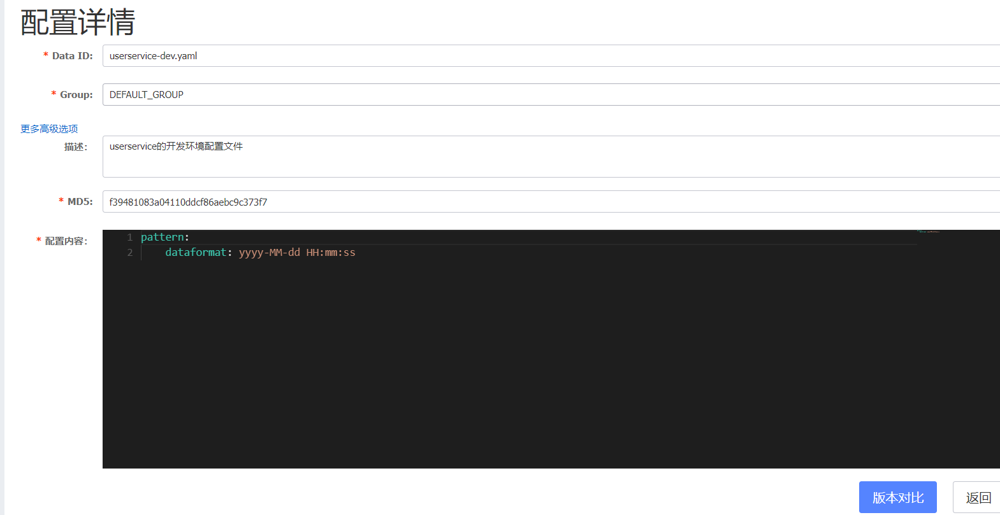 配置详情
* Data ID: userservice-dev.yaml
* Group: DEFAULT_GROUP
更多高级选项
描述: userservice的开发环境配置文件
* MD5: f39481083a04110ddcf86aebc9c373f7
* 配置内容: 1 pattern:
2 dataformat: yyyy-MM-dd HH:mm:ss
版本对比 返回